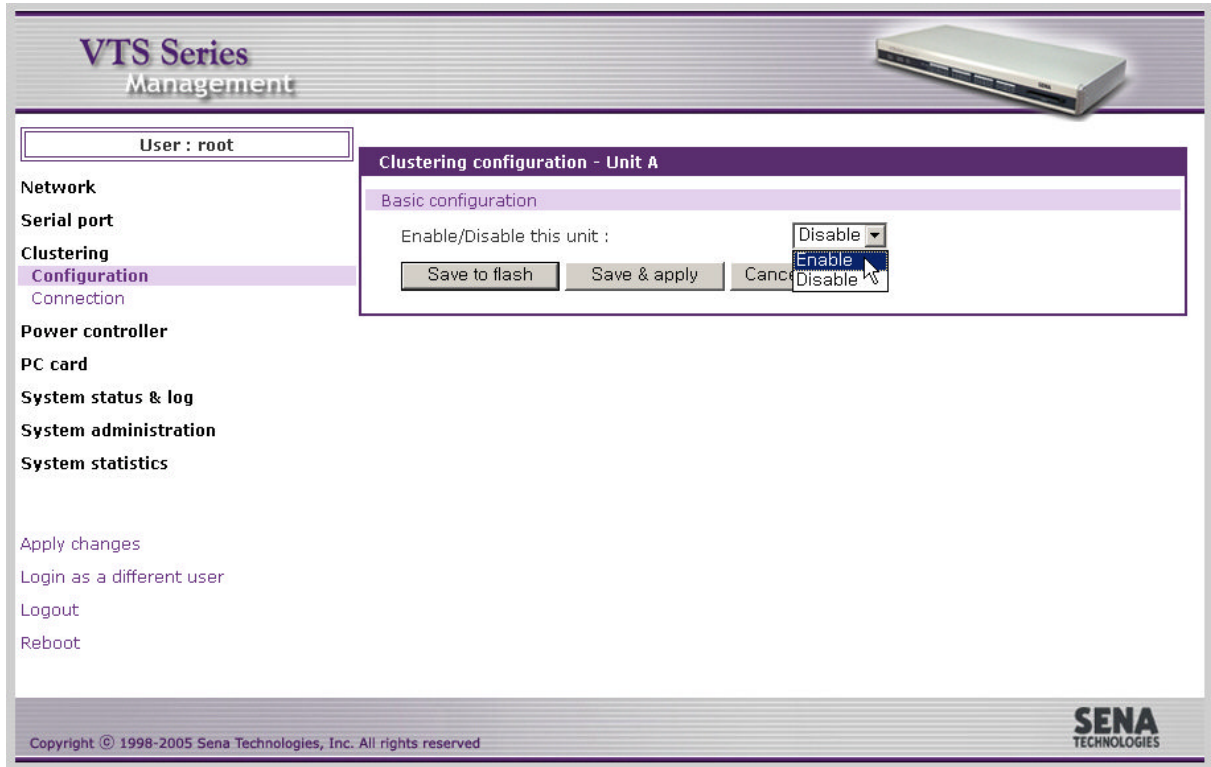 VTS Series
Management
User : root
Network
Serial port
Clustering
Configuration
Connection
Power controller
PC card
System status & log
System administration
System statistics
Apply changes
Login as a different user
Logout
Reboot
Clustering configuration - Unit A
Basic configuration
Enable/Disable this unit : Disable
Enable
Disable
Save to flash Save & apply Canc
Copyright © 1998-2005 Sena Technologies, Inc. All rights reserved
SENA
TECHNOLOGIES